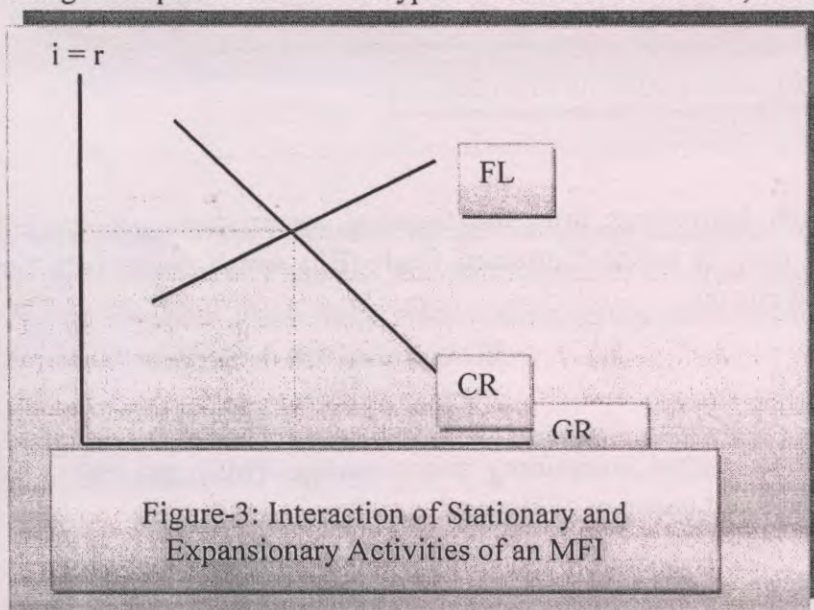 i = r
FL
CR
GR
Figure-3: Interaction of Stationary and
Expansionary Activities of an MFI